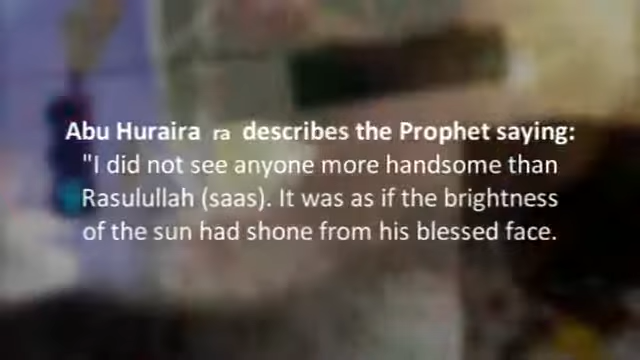 Abu Huraira ra describes the Prophet saying:
"I did not see anyone more handsome than
Rasulullah (saas). It was as if the brightness
of the sun had shone from his blessed face.